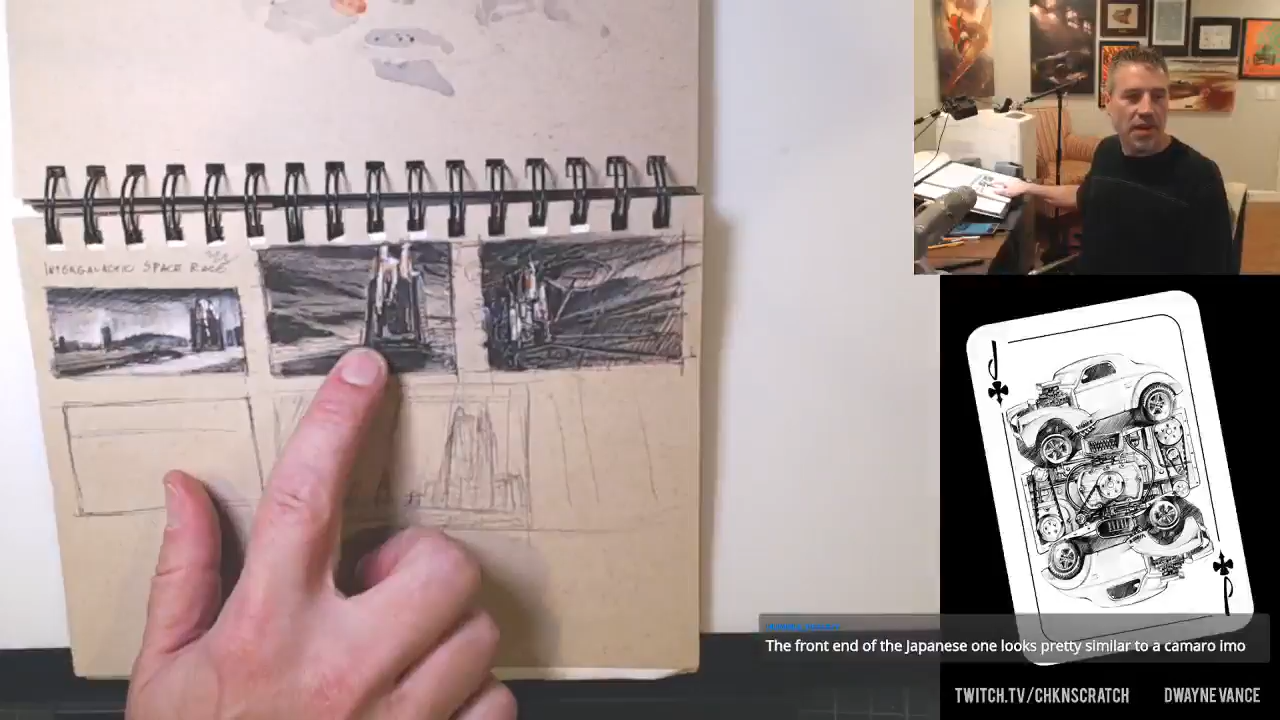 INTERGALACTIC SPACE RACE
J
J
The front end of the Japanese one looks pretty similar to a camaro imo
TWITCH.TV/CHKNSCRATCH
DWAYNE VANCE